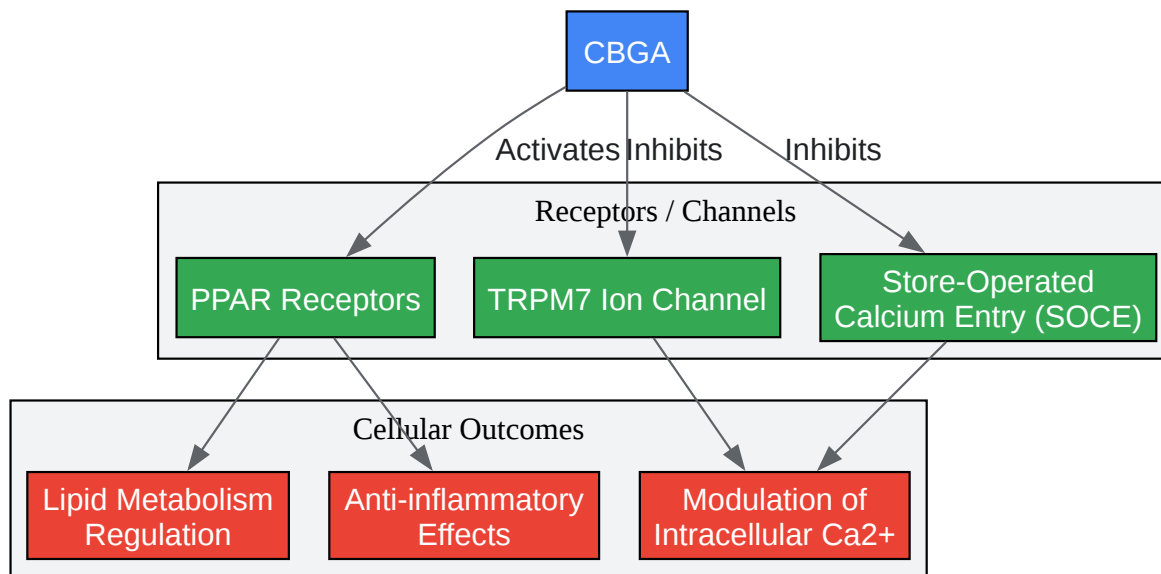 CBGA
Activates
Inhibits
Inhibits
Receptors / Channels
PPAR Receptors
TRPM7 Ion Channel
Store-Operated
Calcium Entry (SOCE)
Cellular Outcomes
Lipid Metabolism
Regulation
Anti-inflammatory
Effects
Modulation of
Intracellular Ca2+